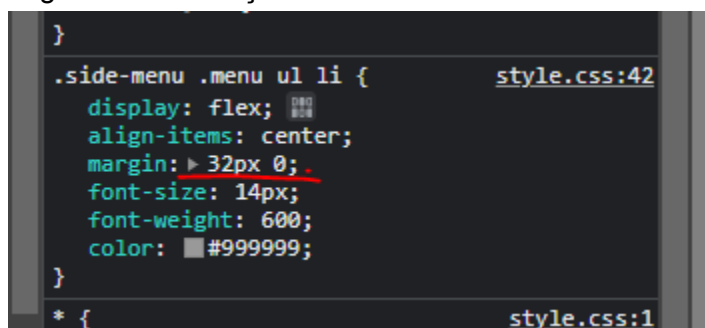 }
.side-menu .menu ul li { style.css:42
display: flex;
align-items: center;
margin: 32px 0;
font-size: 14px;
font-weight: 600;
color: #999999;
}
* { style.css:1